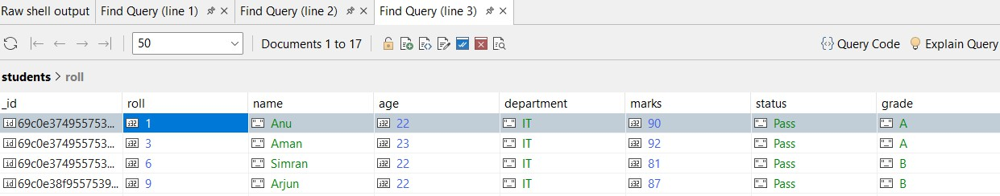 Raw shell output Find Query (line 1) Find Query (line 2) Find Query (line 3)
50 Documents 1 to 17 Query Code Explain Query
students > roll
_id roll name age department marks status grade
69c0e374955753... 1 Anu 22 IT 90 Pass A
69c0e374955753... 3 Aman 23 IT 92 Pass A
69c0e374955753... 6 Simran 22 IT 81 Pass B
69c0e38f9557539... 9 Arjun 22 IT 87 Pass B